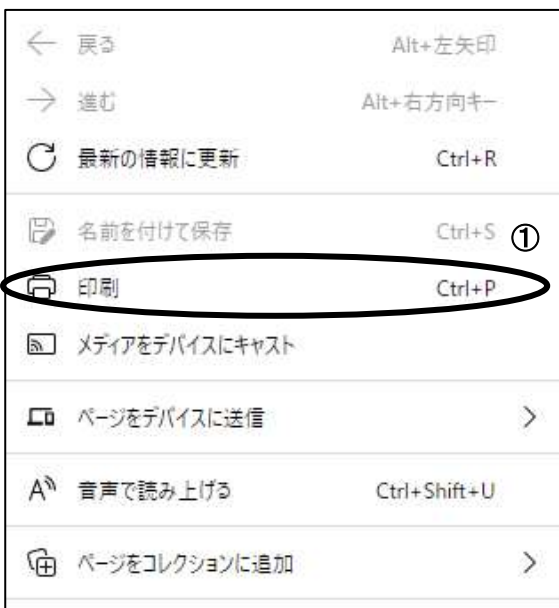 戻る Alt+左矢印
進む Alt+右方向キー
最新の情報に更新 Ctrl+R
名前を付けて保存 Ctrl+S ①
印刷 Ctrl+P
メディアをデバイスにキャスト
ページをデバイスに送信
音声で読み上げる Ctrl+Shift+U
ページをコレクションに追加